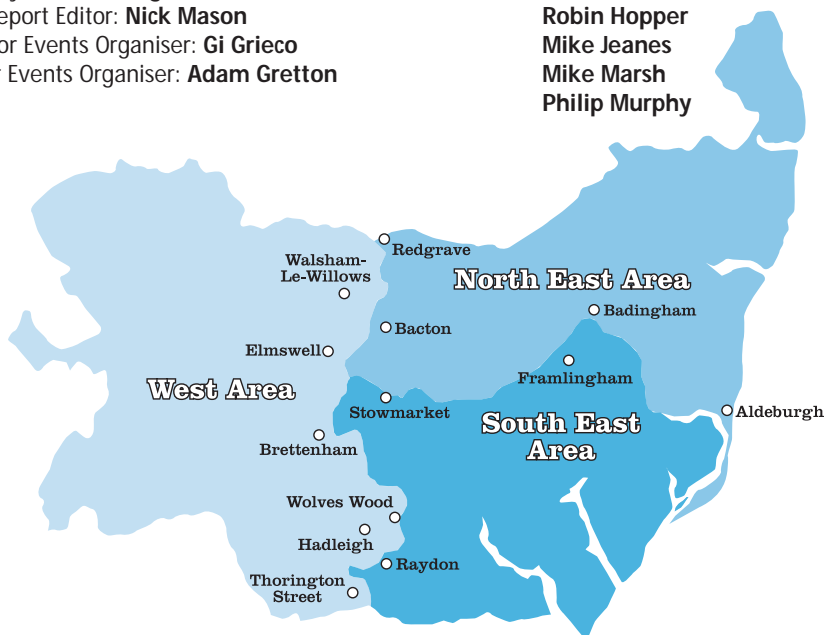 eport Editor: Nick Mason
or Events Organiser: Gi Grieco
Events Organiser: Adam Gretton
Robin Hopper
Mike Jeanes
Mike Marsh
Philip Murphy
Redgrave
Walsham-
Le-Willows
North East Area
Badingham
Bacton
Elmswell
Framlingham
West Area
Stowmarket
Aldeburgh
South East
Area
Brettenham
Wolves Wood
Hadleigh
Raydon
Thorington
Street